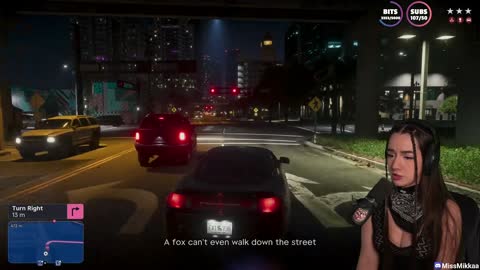 BITS
SUBS
107/50
Turn Right
13 m
A fox can't even walk down the street
MissMikkaa